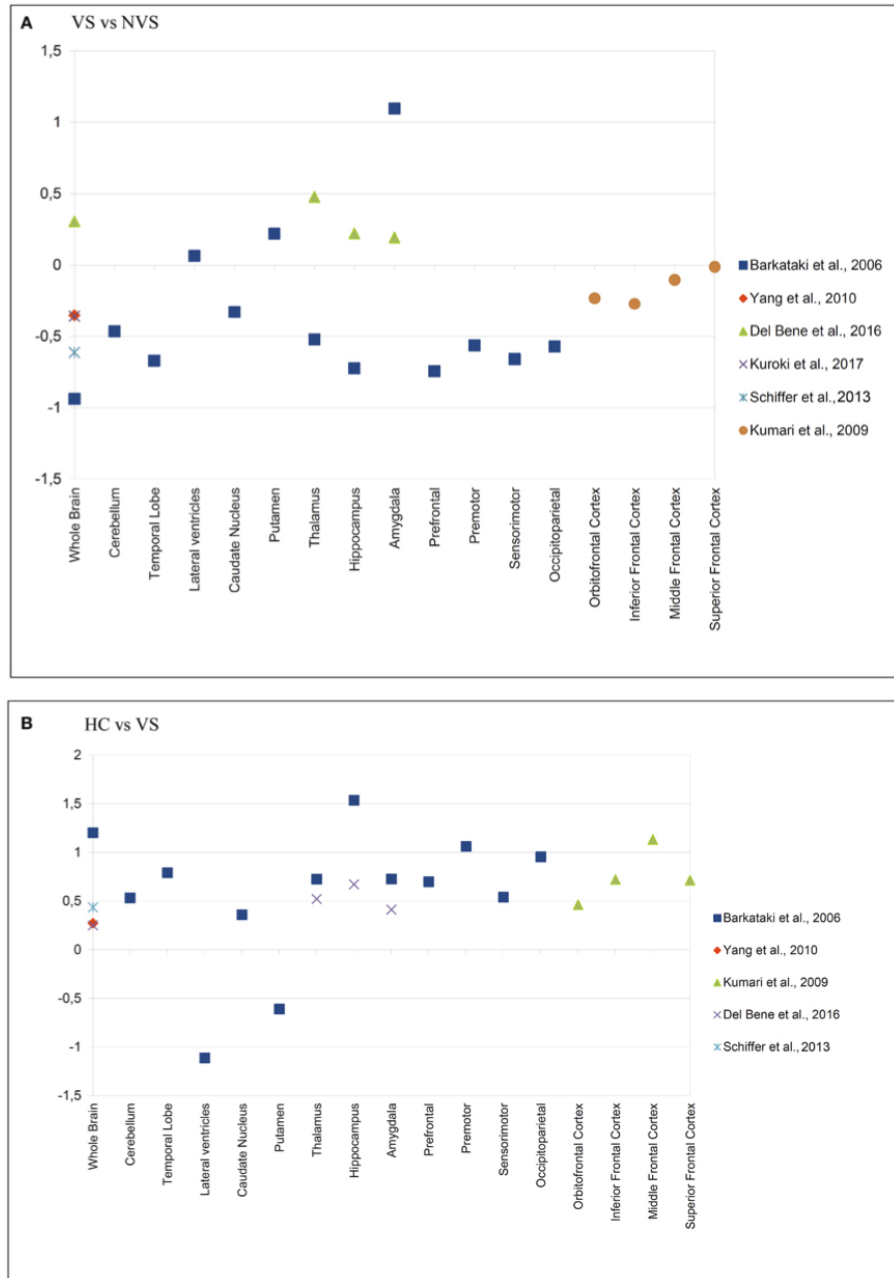 A
VS vs NVS
1,5
1
0,5
0
-0,5
-1
-1,5
Whole Brain
Cerebellum
Temporal Lobe
Lateral ventricles
Caudate Nucleus
Putamen
Thalamus
Hippocampus
Amygdala
Prefrontal
Premotor
Sensorimotor
Occipitoparietal
Orbitofrontal Cortex
Inferior Frontal Cortex
Middle Frontal Cortex
Superior Frontal Cortex
Barkataki et al., 2006
Yang et al., 2010
Del Bene et al., 2016
Kuroki et al., 2017
Schiffer et al., 2013
Kumari et al., 2009
B
HC vs VS
2
1,5
1
0,5
0
-0,5
-1
-1,5
Whole Brain
Cerebellum
Temporal Lobe
Lateral ventricles
Caudate Nucleus
Putamen
Thalamus
Hippocampus
Amygdala
Prefrontal
Premotor
Sensorimotor
Occipitoparietal
Orbitofrontal Cortex
Inferior Frontal Cortex
Middle Frontal Cortex
Superior Frontal Cortex
Barkataki et al., 2006
Yang et al., 2010
Kumari et al., 2009
Del Bene et al., 2016
Schiffer et al., 2013